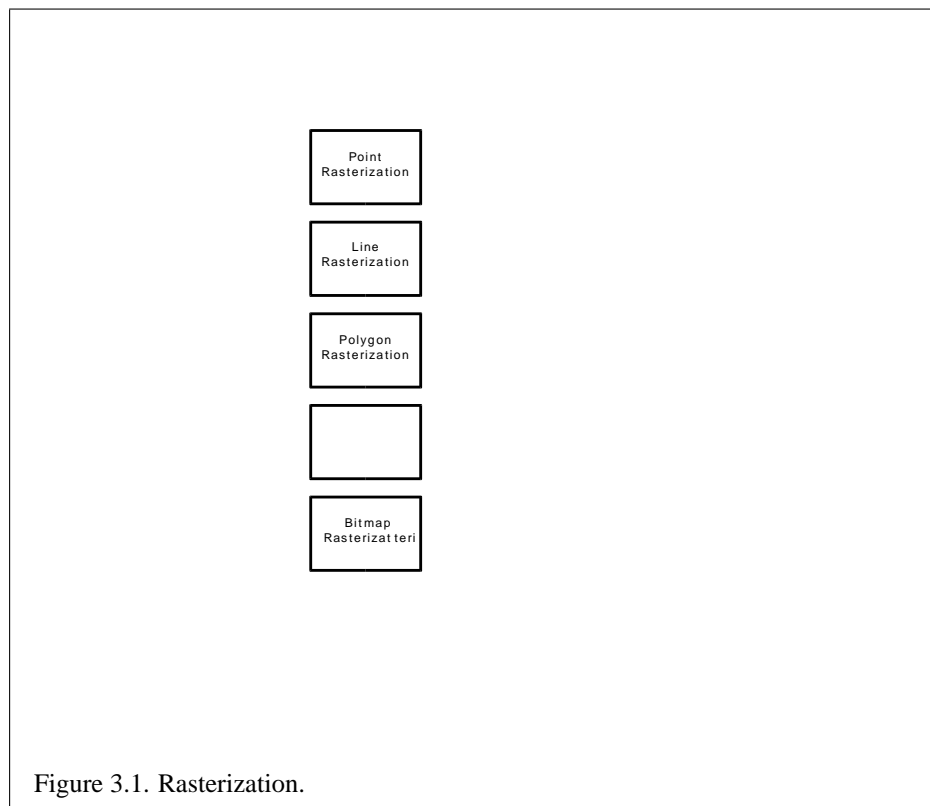 Point
Rasterization
Line
Rasterization
Polygon
Rasterization
Bitmap
Rasterizat teri
Figure 3.1. Rasterization.